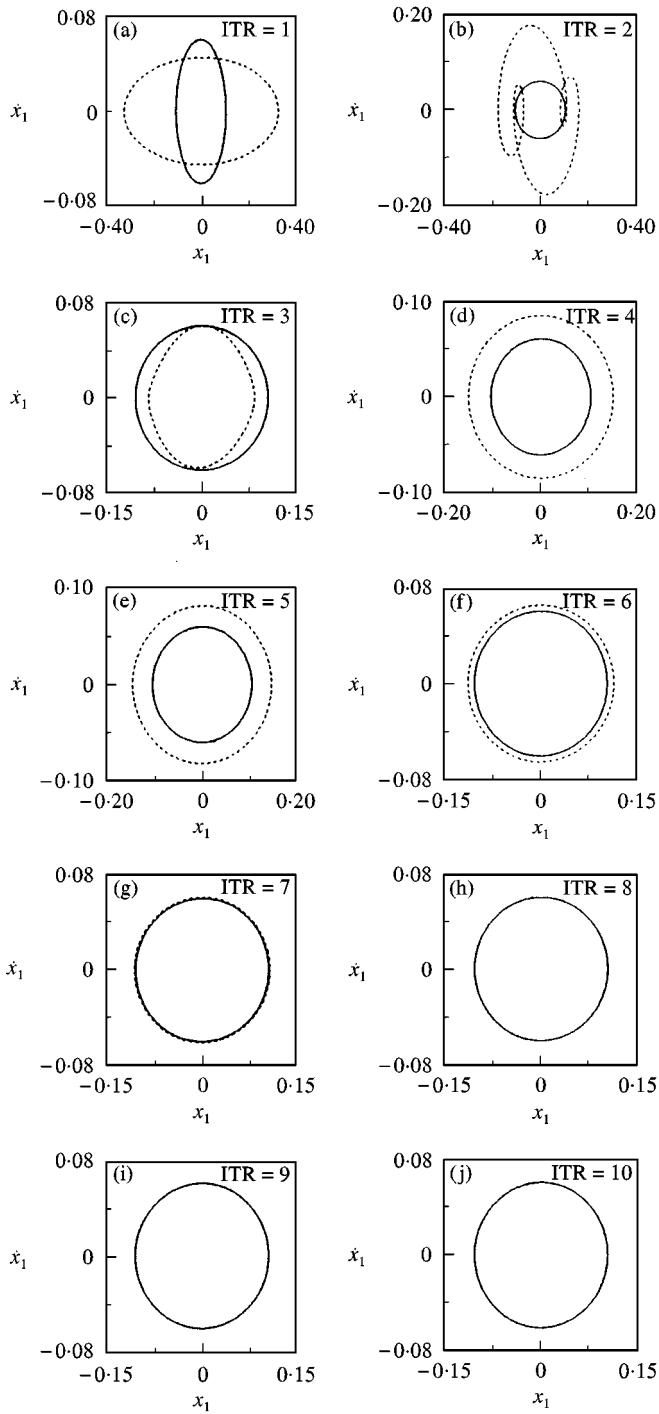 0·08
(a)
ITR = 1
ẋ1
0
−0·08
−0·40
0
0·40
x1
0·20
(b)
ITR = 2
ẋ1
0
−0·20
−0·40
0
0·40
x1
0·08
(c)
ITR = 3
ẋ1
0
−0·08
−0·15
0
0·15
x1
0·10
(d)
ITR = 4
ẋ1
0
−0·10
−0·20
0
0·20
x1
0·10
(e)
ITR = 5
ẋ1
0
−0·10
−0·20
0
0·20
x1
0·08
(f)
ITR = 6
ẋ1
0
−0·08
−0·15
0
0·15
x1
0·08
(g)
ITR = 7
ẋ1
0
−0·08
−0·15
0
0·15
x1
0·08
(h)
ITR = 8
ẋ1
0
−0·08
−0·15
0
0·15
x1
0·08
(i)
ITR = 9
ẋ1
0
−0·08
−0·15
0
0·15
x1
0·08
(j)
ITR = 10
ẋ1
0
−0·08
−0·15
0
0·15
x1